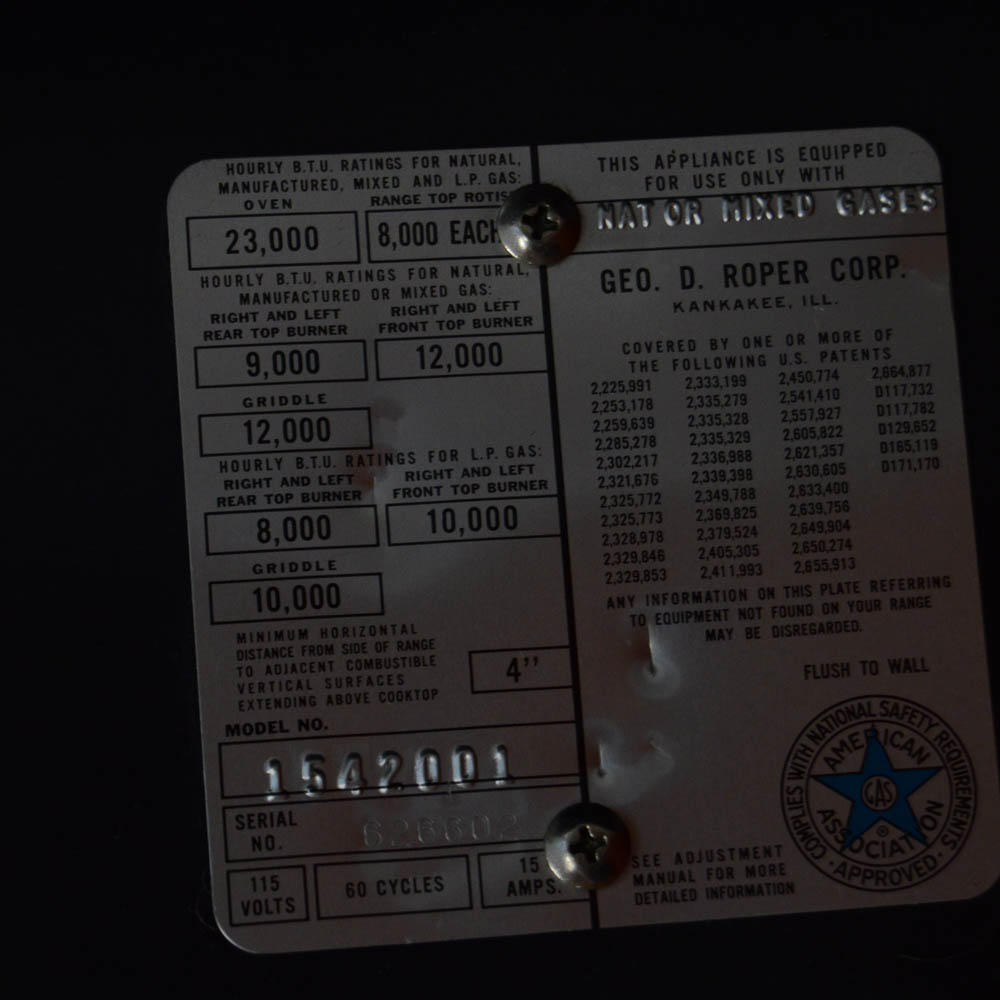 HOURLY B.T.U. RATINGS FOR NATURAL,
MANUFACTURED, MIXED AND L.P. GAS:
OVEN
RANGE TOP
23,000
8,000 EACH
HOURLY B.T.U. RATINGS FOR NATURAL,
MANUFACTURED OR MIXED GAS:
RIGHT AND LEFT
REAR TOP BURNER
RIGHT AND LEFT
FRONT TOP BURNER
9,000
12,000
GRIDDLE
12,000
HOURLY B.T.U. RATINGS FOR L.P. GAS:
RIGHT AND LEFT
REAR TOP BURNER
RIGHT AND LEFT
FRONT TOP BURNER
8,000
10,000
GRIDDLE
10,000
MINIMUM HORIZONTAL
DISTANCE FROM SIDE OF RANGE
TO ADJACENT COMBUSTIBLE
VERTICAL SURFACES
EXTENDING ABOVE COOKTOP
4"
MODEL NO.
1542001
SERIAL
NO.
626602
115
VOLTS
60 CYCLES
15
AMPS.
THIS APPLIANCE IS EQUIPPED
FOR USE ONLY WITH
NAT OR MIXED GASES
GEO. D. ROPER CORP.
KANKAKEE, ILL.
COVERED BY ONE OR MORE OF
THE FOLLOWING U.S. PATENTS
2,225,991 2,333,199 2,450,774 2,664,877
2,253,178 2,335,279 2,541,410 D117,732
2,259,639 2,335,328 2,557,927 D117,782
2,285,278 2,335,329 2,605,822 D129,652
2,302,217 2,336,988 2,621,357 D165,119
2,321,676 2,339,398 2,630,605 D171,170
2,325,772 2,349,788 2,633,400
2,325,773 2,369,825 2,639,756
2,328,978 2,379,524 2,649,904
2,329,846 2,405,305 2,650,274
2,329,853 2,411,993 2,655,913
ANY INFORMATION ON THIS PLATE REFERRING
TO EQUIPMENT NOT FOUND ON YOUR RANGE
MAY BE DISREGARDED.
FLUSH TO WALL
COMPLIES WITH NATIONAL SAFETY REQUIREMENTS
AMERICAN
GAS
®
ASSOCIATION
· APPROVED ·
SEE ADJUSTMENT
MANUAL FOR MORE
DETAILED INFORMATION